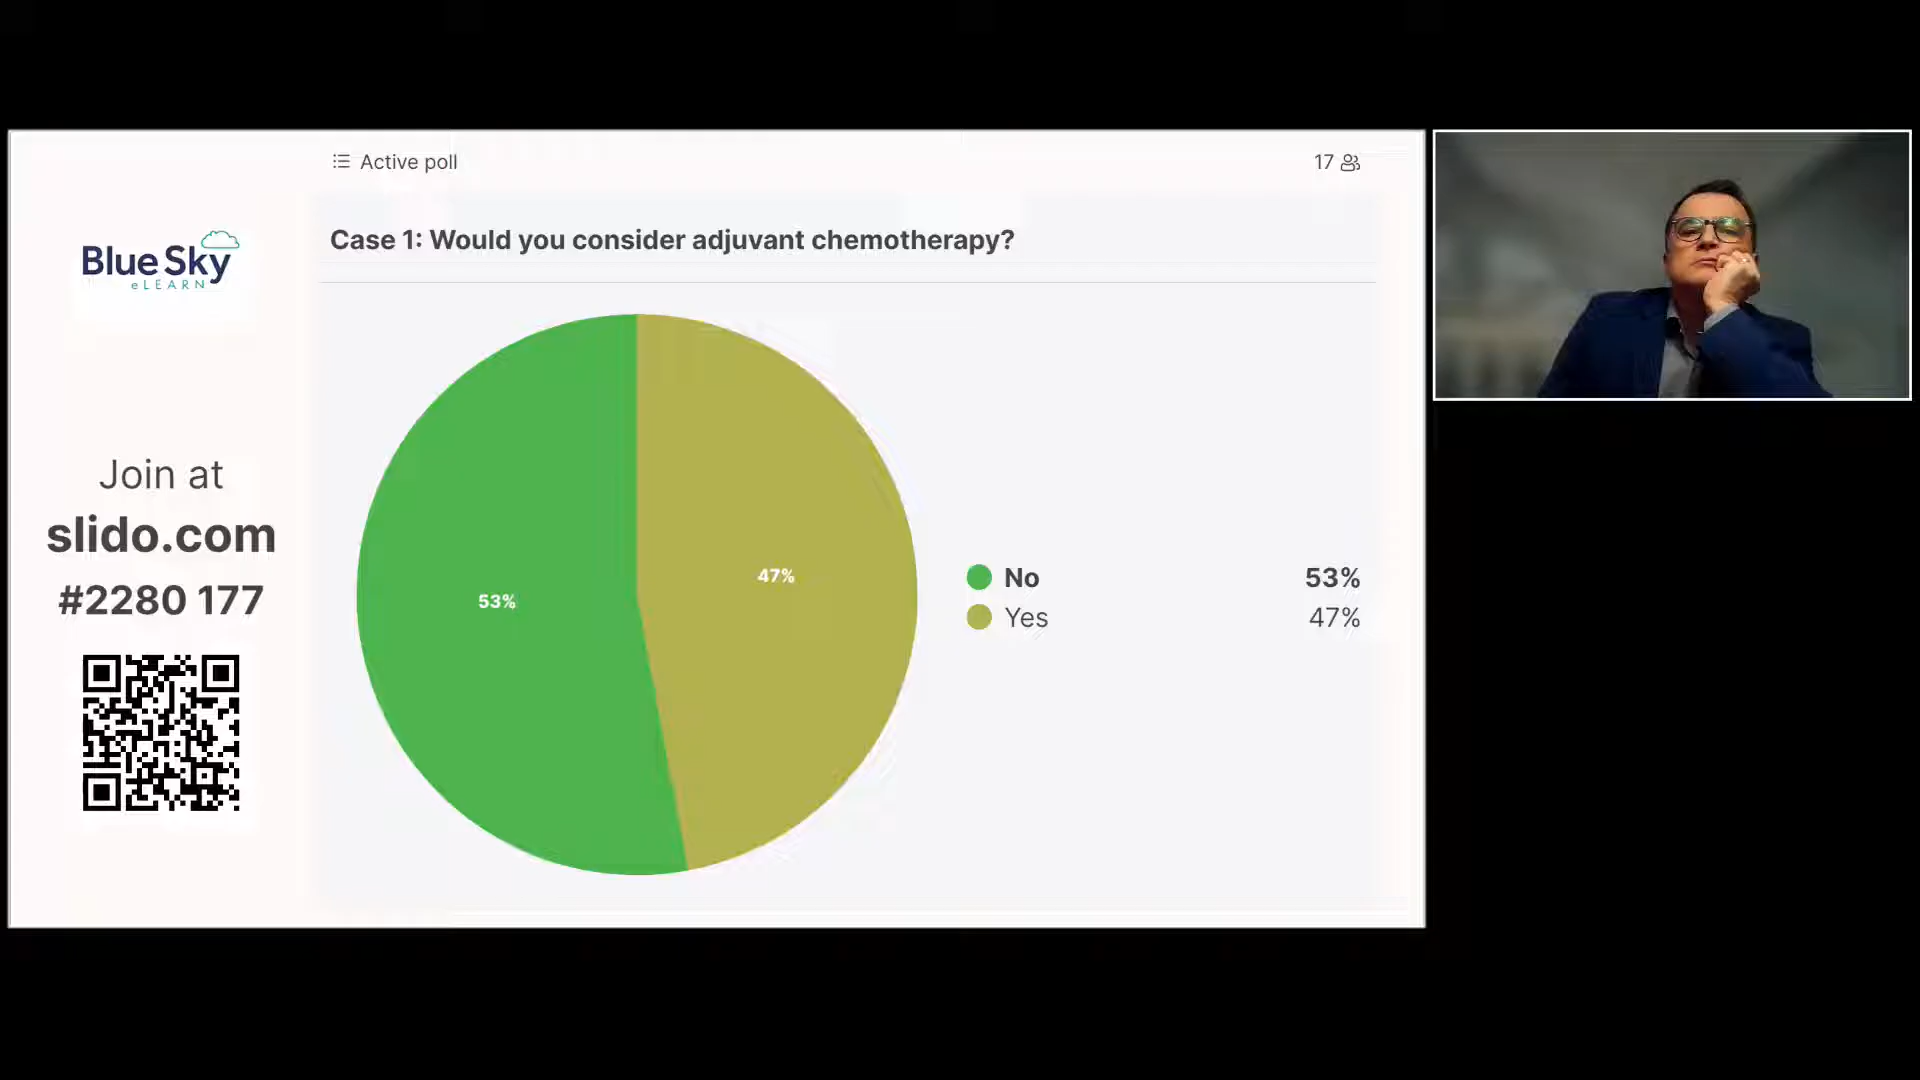 Active poll
17
Blue Sky
eLEARN
Case 1: Would you consider adjuvant chemotherapy?
Join at
slido.com
#2280 177
53%
47%
No 53%
Yes 47%